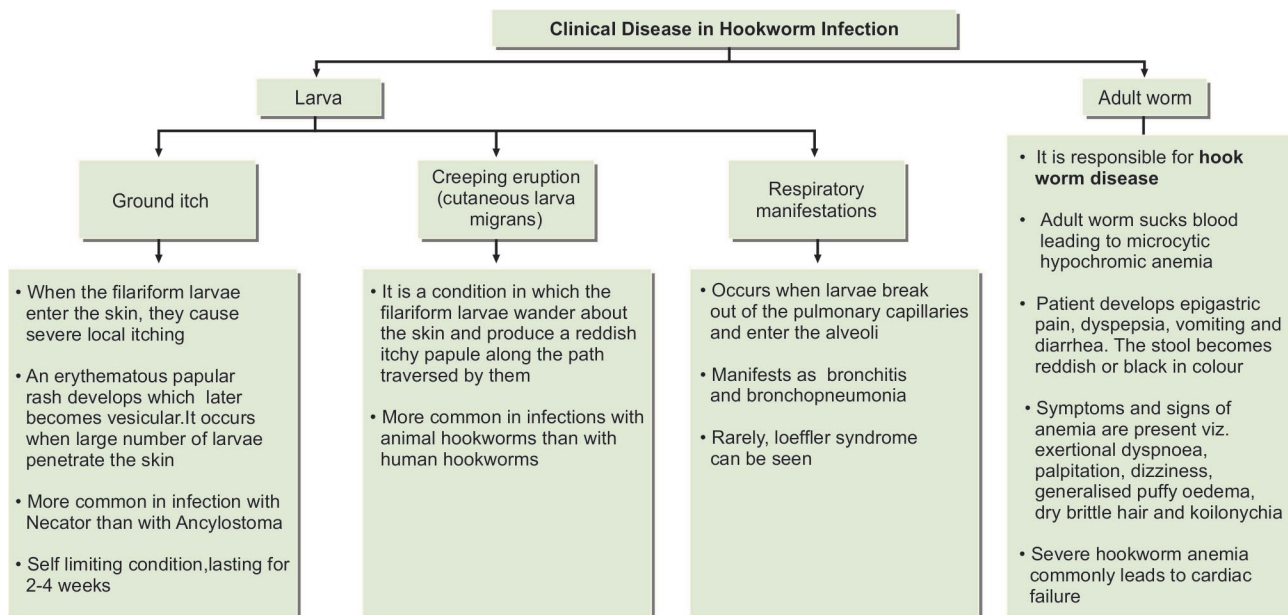 Clinical Disease in Hookworm Infection
Larva
Adult worm
Ground itch
Creeping eruption
(cutaneous larva
migrans)
Respiratory
manifestations
• When the filariform larvae
enter the skin, they cause
severe local itching
• An erythematous papular
rash develops which later
becomes vesicular.It occurs
when large number of larvae
penetrate the skin
• More common in infection with
Necator than with Ancylostoma
• Self limiting condition,lasting for
2-4 weeks
• It is a condition in which the
filariform larvae wander about
the skin and produce a reddish
itchy papule along the path
traversed by them
• More common in infections with
animal hookworms than with
human hookworms
• Occurs when larvae break
out of the pulmonary capillaries
and enter the alveoli
• Manifests as bronchitis
and bronchopneumonia
• Rarely, loeffler syndrome
can be seen
• It is responsible for hook
worm disease
• Adult worm sucks blood
leading to microcytic
hypochromic anemia
• Patient develops epigastric
pain, dyspepsia, vomiting and
diarrhea. The stool becomes
reddish or black in colour
• Symptoms and signs of
anemia are present viz.
exertional dyspnoea,
palpitation, dizziness,
generalised puffy oedema,
dry brittle hair and koilonychia
• Severe hookworm anemia
commonly leads to cardiac
failure